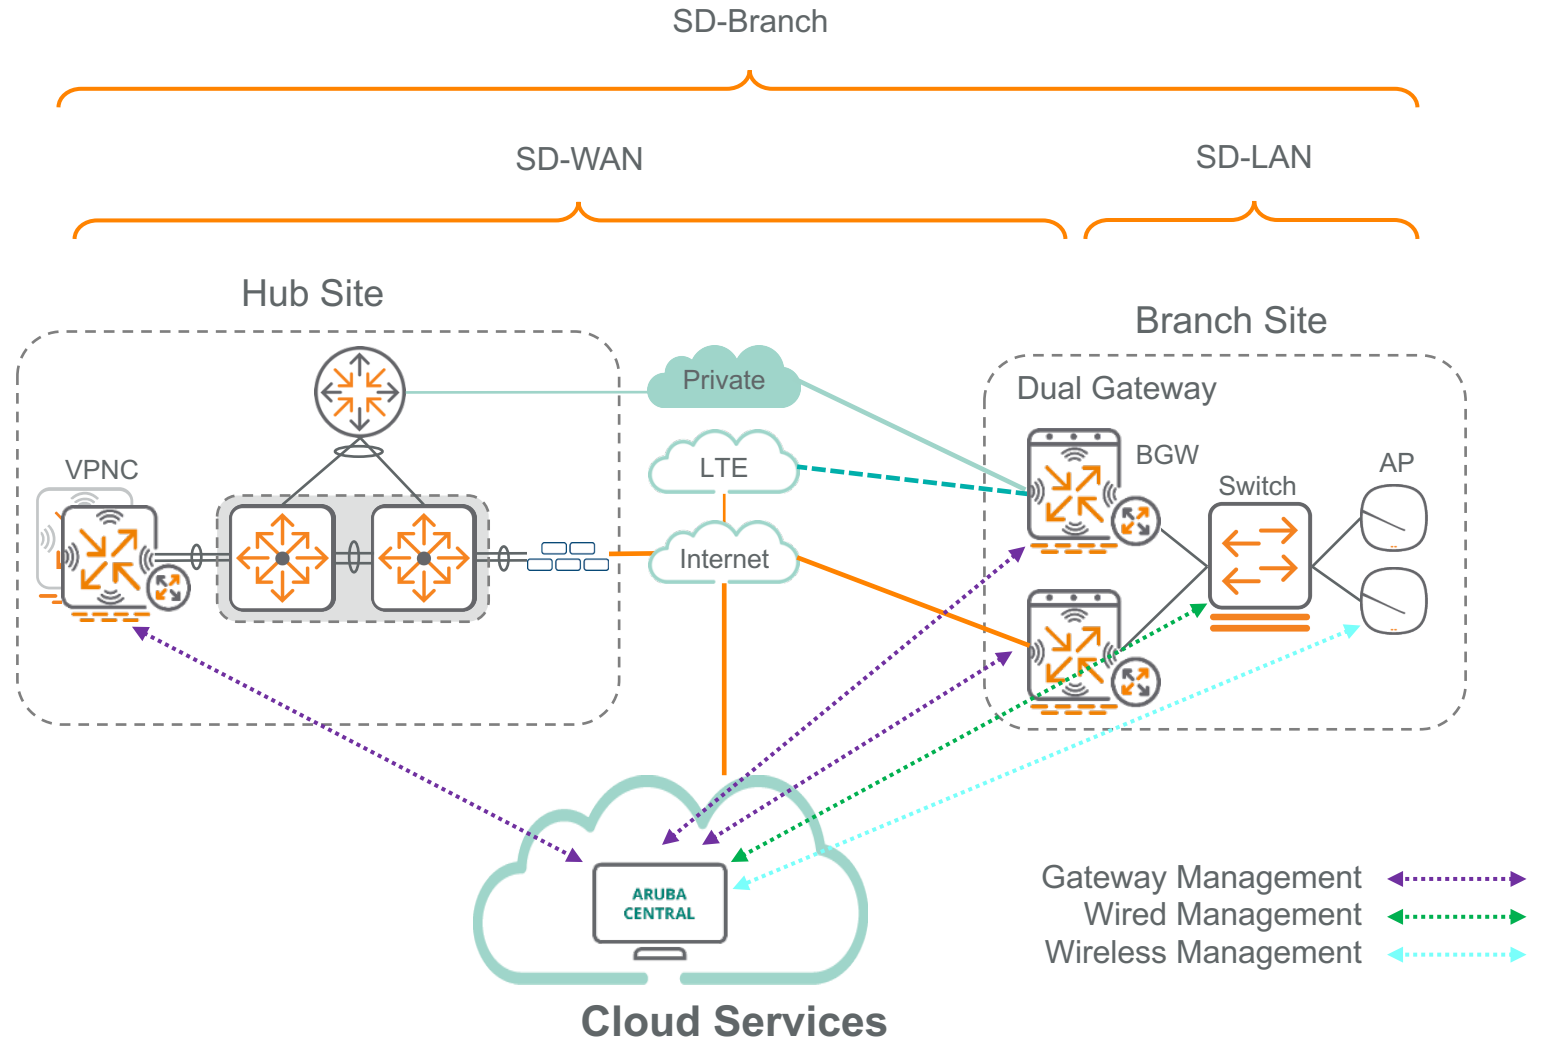 SD-Branch
SD-WAN
SD-LAN
Hub Site
Branch Site
Private
Dual Gateway
VPNC
LTE
BGW
AP
Switch
Internet
ARUBA
CENTRAL
Gateway Management
Wired Management
Wireless Management
Cloud Services